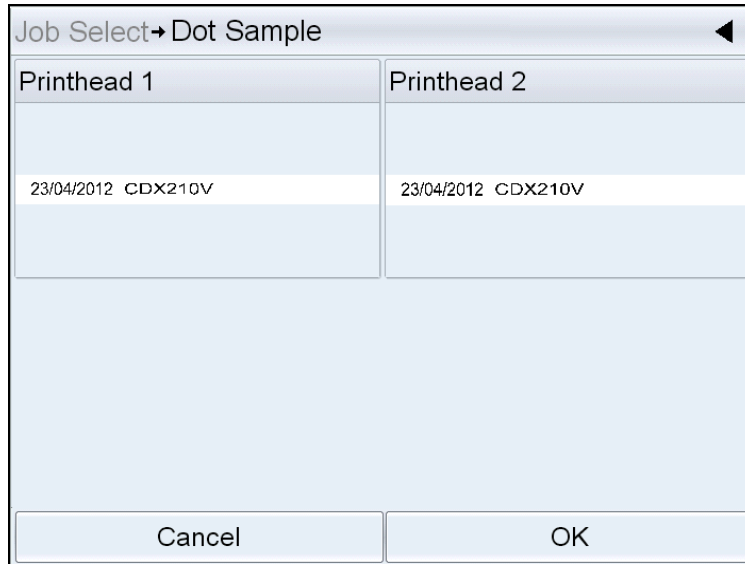 Job Select→Dot Sample
Printhead 1
Printhead 2
23/04/2012 CDX210V
23/04/2012 CDX210V
Cancel
OK